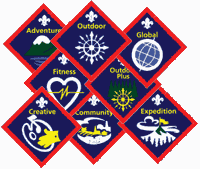 Adventure
Outdoor
Global
Fitness
Outdoor
Plus
Creative
Community
Expedition